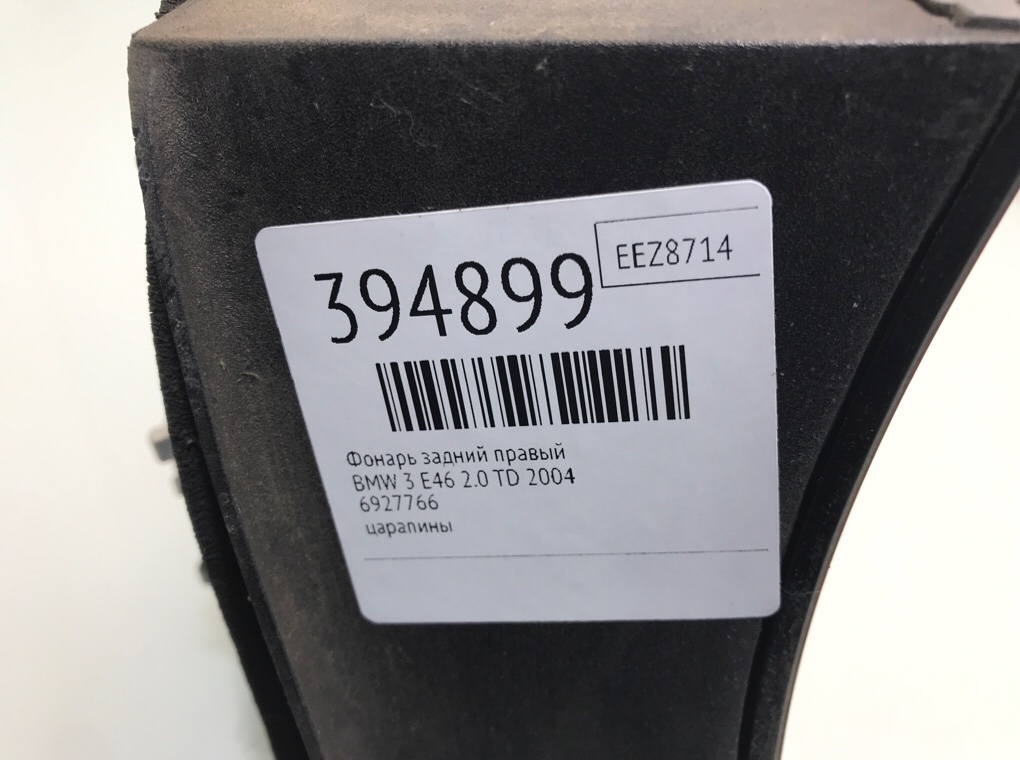 394899
EEZ8714
Фонарь задний правый
BMW 3 E46 2.0 TD 2004
6927766
царапины